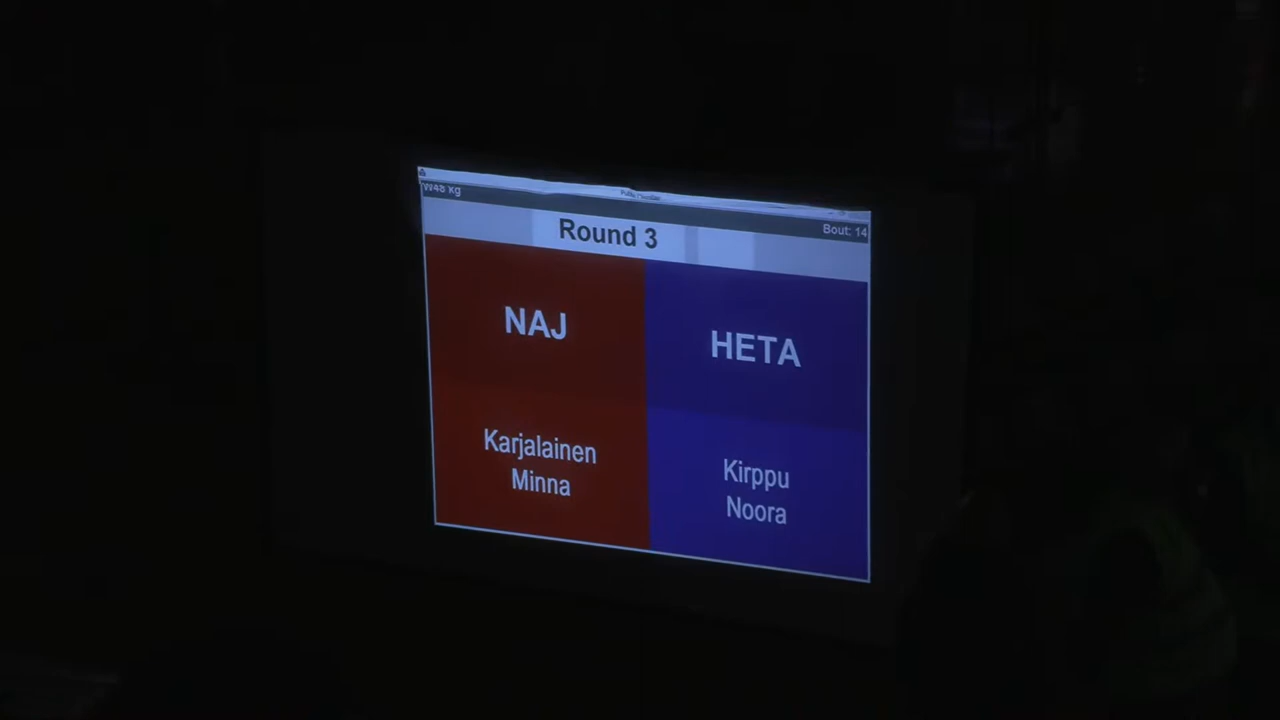 W48 Kg
Bout: 14
Round 3
NAJ
HETA
Karjalainen
Minna
Kirppu
Noora